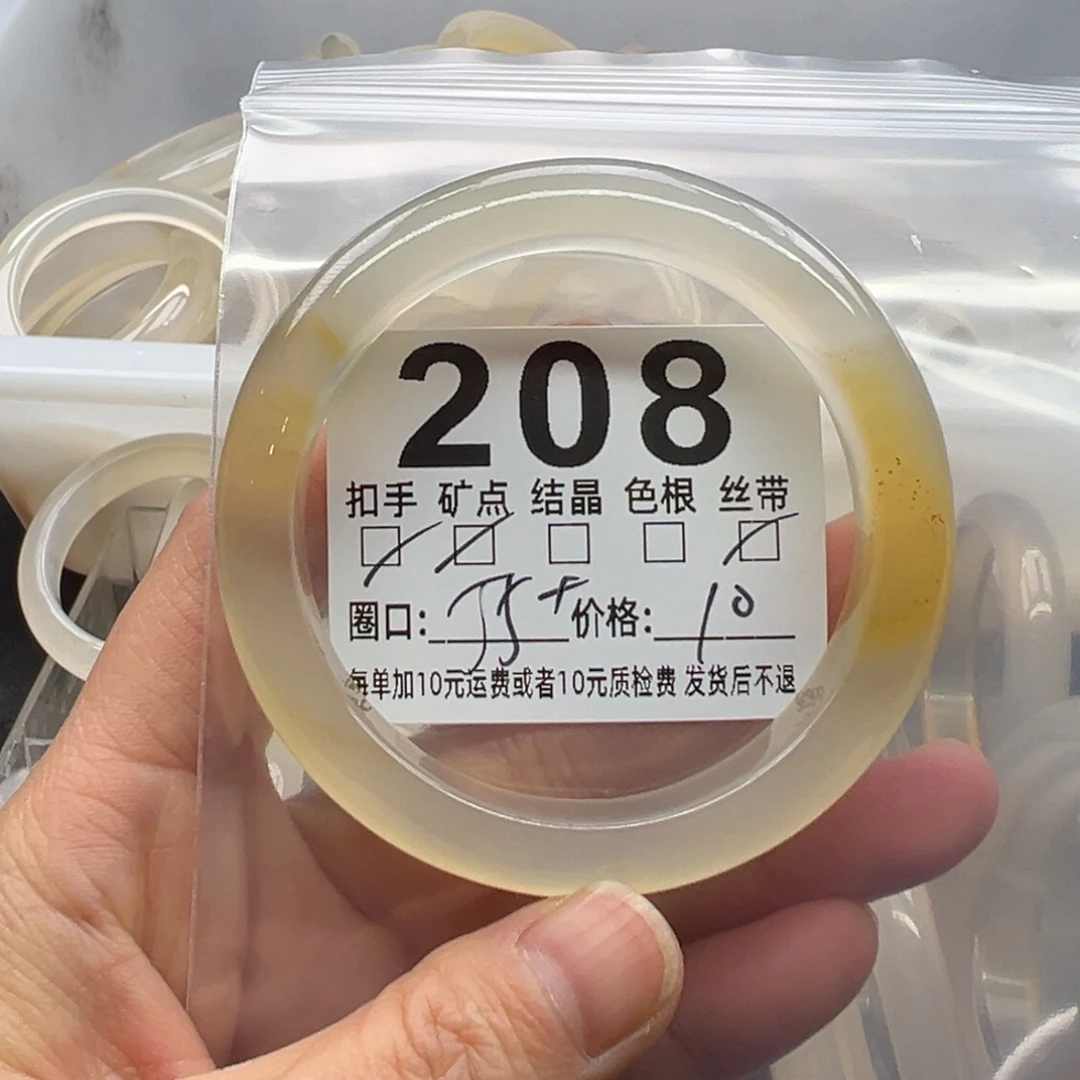 208
扣手 矿点 结晶 色根 丝带
圈口: 55+ 价格: 10
每单加10元运费或者10元质检费 发货后不退